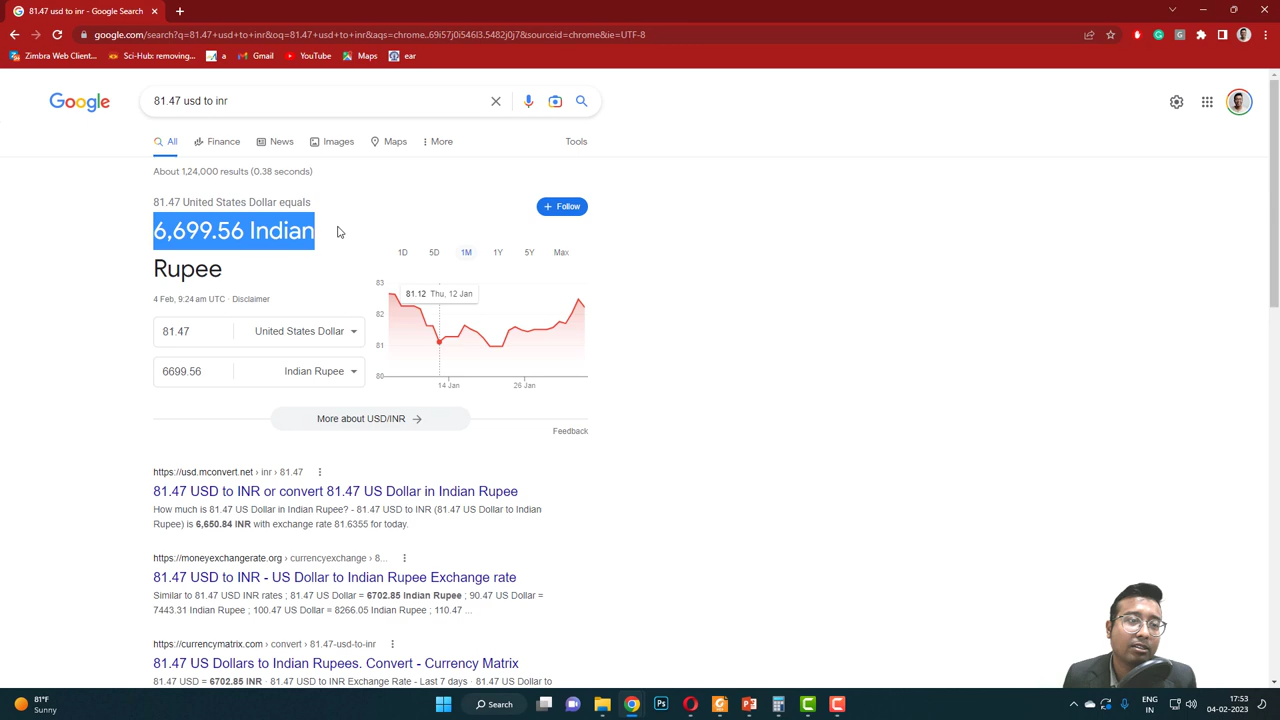 81.47 usd to inr - Google Search
google.com/search?q=81.47+usd+to+inr&oq=81.47+usd+to+inr&aqs=chrome..69i57j0i546l3.5482j0j7&sourceid=chrome&ie=UTF-8
Zimbra Web Client... Sci-Hub: removing... a Gmail YouTube Maps ear
Google 81.47 usd to inr
All Finance News Images Maps More Tools
About 1,24,000 results (0.38 seconds)
81.47 United States Dollar equals
+ Follow
6,699.56 Indian
Rupee
4 Feb, 9:24 am UTC · Disclaimer
81.47 United States Dollar
6699.56 Indian Rupee
1D 5D 1M 1Y 5Y Max
83
81.12 Thu, 12 Jan
82
81
80
14 Jan 26 Jan
More about USD/INR →
Feedback
https://usd.mconvert.net › inr › 81.47
81.47 USD to INR or convert 81.47 US Dollar in Indian Rupee
How much is 81.47 US Dollar in Indian Rupee? - 81.47 USD to INR (81.47 US Dollar to Indian
Rupee) is 6,650.84 INR with exchange rate 81.6355 for today.
https://moneyexchangerate.org › currencyexchange › 8...
81.47 USD to INR - US Dollar to Indian Rupee Exchange rate
Similar to 81.47 USD INR rates ; 81.47 US Dollar = 6702.85 Indian Rupee ; 90.47 US Dollar =
7443.31 Indian Rupee ; 100.47 US Dollar = 8266.05 Indian Rupee ; 110.47 ...
https://currencymatrix.com › convert › 81.47-usd-to-inr
81.47 US Dollars to Indian Rupees. Convert - Currency Matrix
81.47 USD = 6702.85 INR · 81.47 USD to INR Exchange Rate - Last 7 days · 81.47 US Dollars to
81°F
Sunny
Search
ENG
IN
17:53
04-02-2023